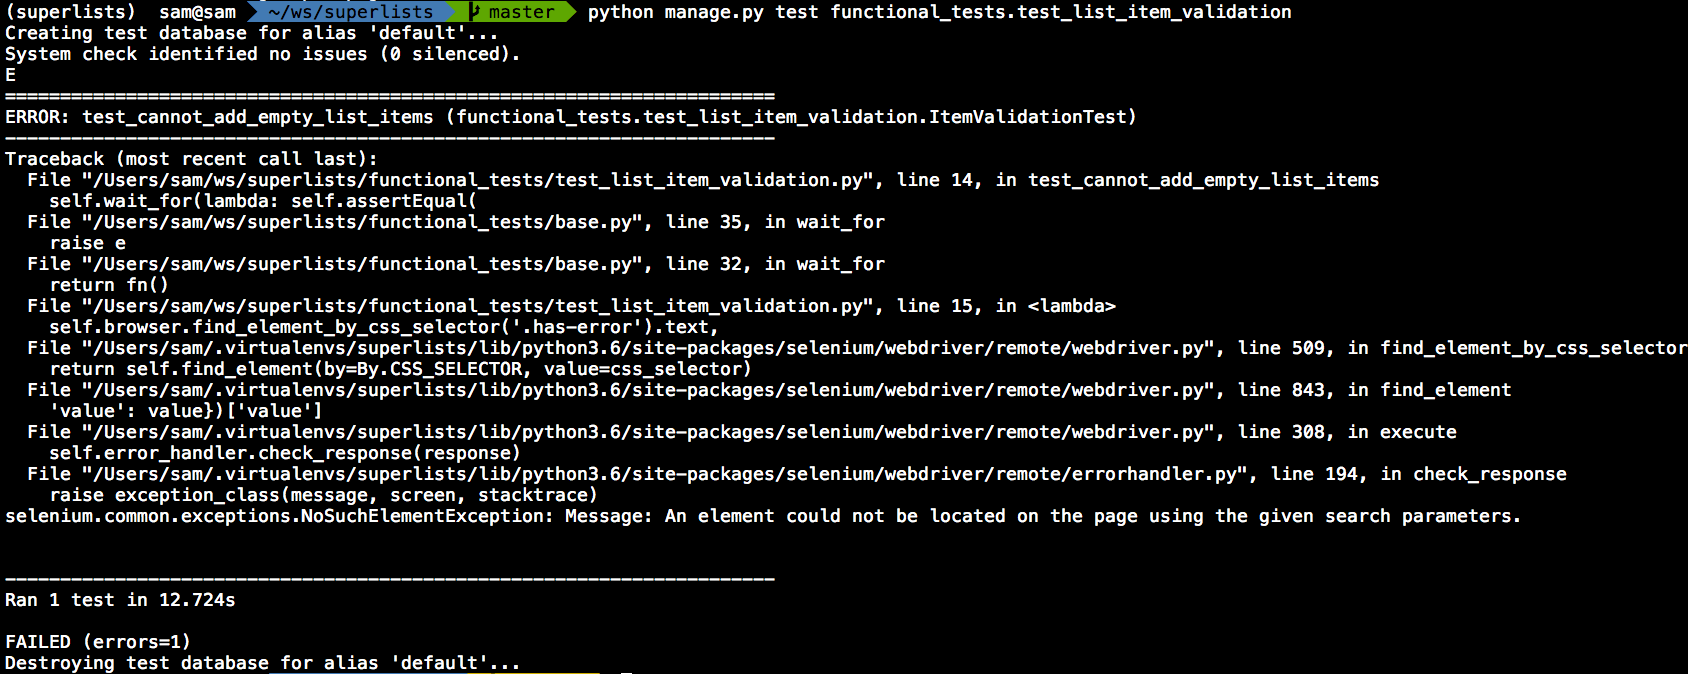 (superlists)  sam@sam  ~/ws/superlists  master  python manage.py test functional_tests.test_list_item_validation
Creating test database for alias 'default'...
System check identified no issues (0 silenced).
E
======================================================================
ERROR: test_cannot_add_empty_list_items (functional_tests.test_list_item_validation.ItemValidationTest)
----------------------------------------------------------------------
Traceback (most recent call last):
  File "/Users/sam/ws/superlists/functional_tests/test_list_item_validation.py", line 14, in test_cannot_add_empty_list_items
    self.wait_for(lambda: self.assertEqual(
  File "/Users/sam/ws/superlists/functional_tests/base.py", line 35, in wait_for
    raise e
  File "/Users/sam/ws/superlists/functional_tests/base.py", line 32, in wait_for
    return fn()
  File "/Users/sam/ws/superlists/functional_tests/test_list_item_validation.py", line 15, in <lambda>
    self.browser.find_element_by_css_selector('.has-error').text,
  File "/Users/sam/.virtualenvs/superlists/lib/python3.6/site-packages/selenium/webdriver/remote/webdriver.py", line 509, in find_element_by_css_selector
    return self.find_element(by=By.CSS_SELECTOR, value=css_selector)
  File "/Users/sam/.virtualenvs/superlists/lib/python3.6/site-packages/selenium/webdriver/remote/webdriver.py", line 843, in find_element
    'value': value})['value']
  File "/Users/sam/.virtualenvs/superlists/lib/python3.6/site-packages/selenium/webdriver/remote/webdriver.py", line 308, in execute
    self.error_handler.check_response(response)
  File "/Users/sam/.virtualenvs/superlists/lib/python3.6/site-packages/selenium/webdriver/remote/errorhandler.py", line 194, in check_response
    raise exception_class(message, screen, stacktrace)
selenium.common.exceptions.NoSuchElementException: Message: An element could not be located on the page using the given search parameters.
----------------------------------------------------------------------
Ran 1 test in 12.724s
FAILED (errors=1)
Destroying test database for alias 'default'...